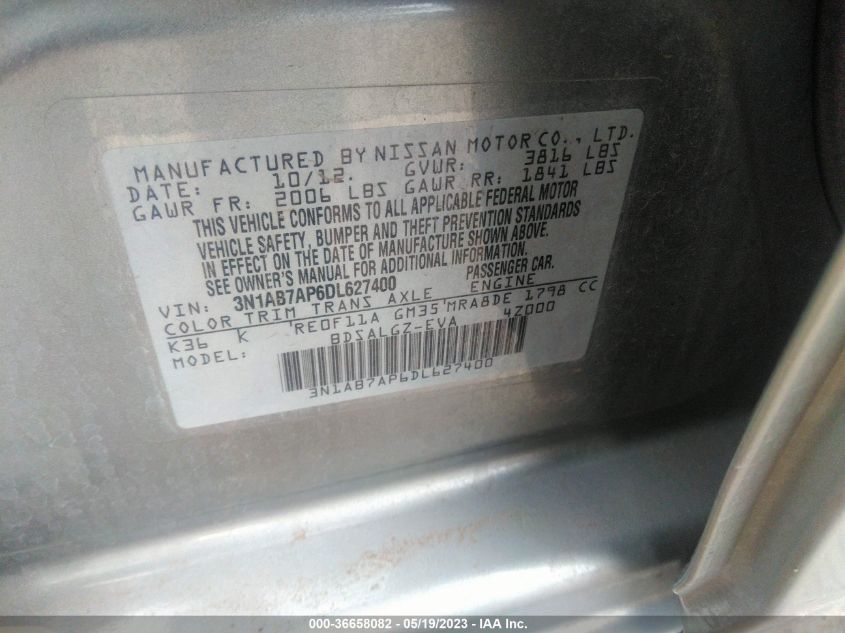 MANUFACTURED BY NISSAN MOTOR CO., LTD.
DATE: 10/12. GVWR: 3816 LBS
GAWR FR: 2006 LBS GAWR RR: 1841 LBS
THIS VEHICLE CONFORMS TO ALL APPLICABLE FEDERAL MOTOR
VEHICLE SAFETY, BUMPER AND THEFT PREVENTION STANDARDS
IN EFFECT ON THE DATE OF MANUFACTURE SHOWN ABOVE.
SEE OWNER'S MANUAL FOR ADDITIONAL INFORMATION.
VIN: 3N1AB7AP6DL627400 PASSENGER CAR.
COLOR TRIM TRANS AXLE ENGINE
K36 K 'RE0F11A GM35'MRA8DE 1798 CC
MODEL: BDSALGZ-EVA 4Z000
3N1AB7AP6DL627400
000-36658082 - 05/19/2023 - IAA Inc.